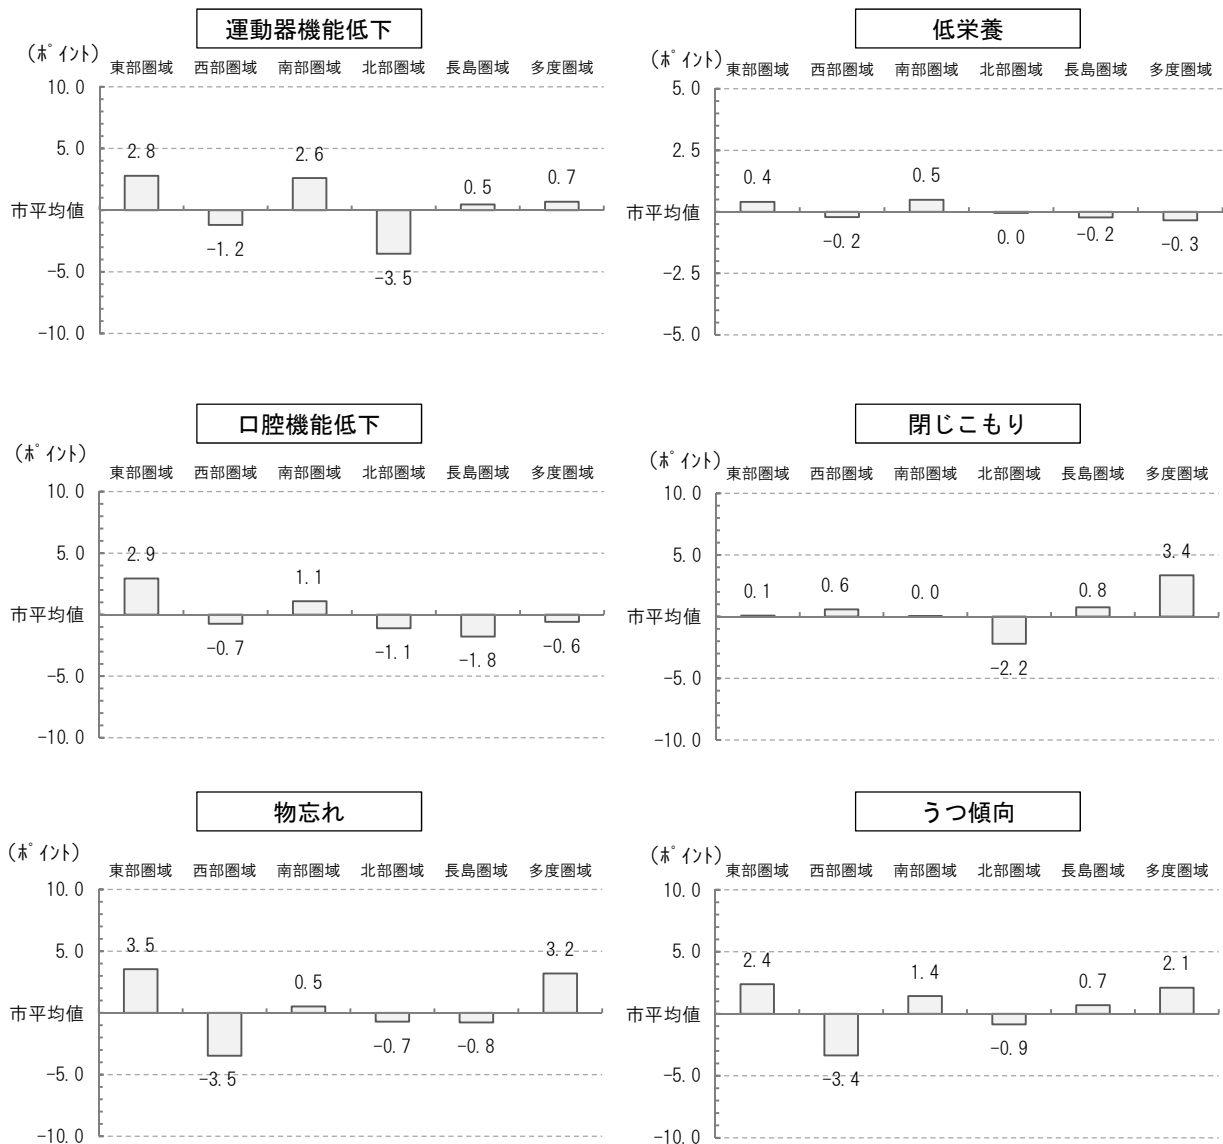 運動器機能低下
(ﾎﾟｲﾝﾄ)
東部圏域 西部圏域 南部圏域 北部圏域 長島圏域 多度圏域
10.0
5.0
市平均値
-5.0
-10.0
2.8
-1.2
2.6
-3.5
0.5
0.7
低栄養
(ﾎﾟｲﾝﾄ)
東部圏域 西部圏域 南部圏域 北部圏域 長島圏域 多度圏域
5.0
2.5
市平均値
-2.5
-5.0
0.4
-0.2
0.5
0.0
-0.2
-0.3
口腔機能低下
(ﾎﾟｲﾝﾄ)
東部圏域 西部圏域 南部圏域 北部圏域 長島圏域 多度圏域
10.0
5.0
市平均値
-5.0
-10.0
2.9
-0.7
1.1
-1.1
-1.8
-0.6
閉じこもり
(ﾎﾟｲﾝﾄ)
東部圏域 西部圏域 南部圏域 北部圏域 長島圏域 多度圏域
10.0
5.0
市平均値
-5.0
-10.0
0.1
0.6
0.0
-2.2
0.8
3.4
物忘れ
(ﾎﾟｲﾝﾄ)
東部圏域 西部圏域 南部圏域 北部圏域 長島圏域 多度圏域
10.0
5.0
市平均値
-5.0
-10.0
3.5
-3.5
0.5
-0.7
-0.8
3.2
うつ傾向
(ﾎﾟｲﾝﾄ)
東部圏域 西部圏域 南部圏域 北部圏域 長島圏域 多度圏域
10.0
5.0
市平均値
-5.0
-10.0
2.4
-3.4
1.4
-0.9
0.7
2.1